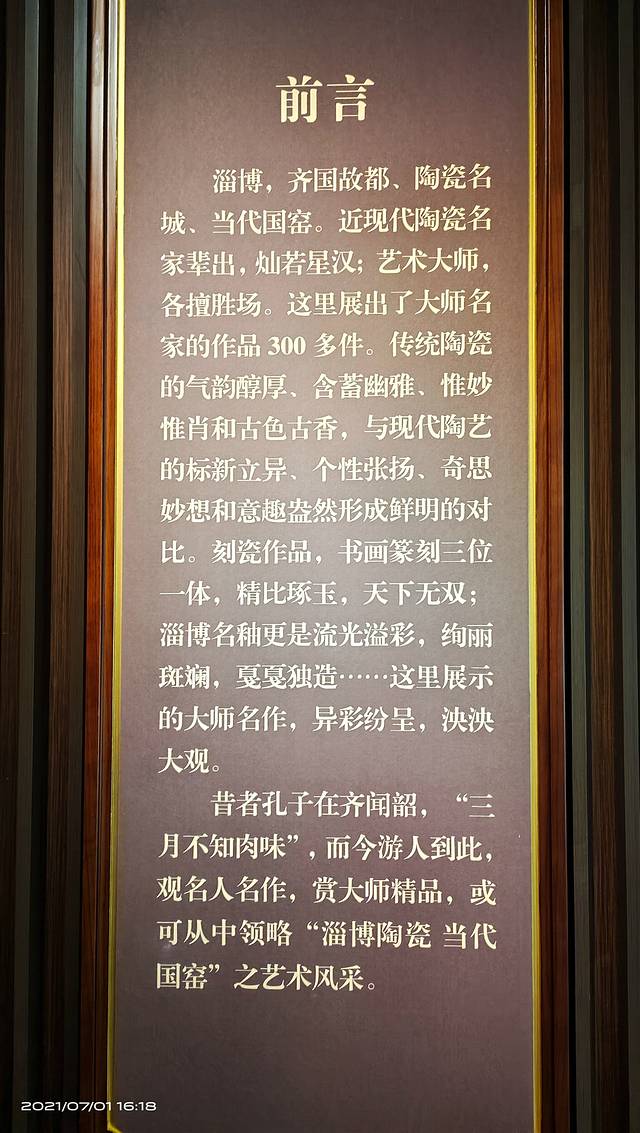 前言
淄博，齐国故都、陶瓷名
城、当代国窑。近现代陶瓷名
家辈出，灿若星汉；艺术大师，
各擅胜场。这里展出了大师名
家的作品 300 多件。传统陶瓷
的气韵醇厚、含蓄幽雅、惟妙
惟肖和古色古香，与现代陶艺
的标新立异、个性张扬、奇思
妙想和意趣盎然形成鲜明的对
比。刻瓷作品，书画篆刻三位
一体，精比琢玉，天下无双；
淄博名釉更是流光溢彩，绚丽
斑斓，戛戛独造……这里展示
的大师名作，异彩纷呈，泱泱
大观。
昔者孔子在齐闻韶，“三
月不知肉味”，而今游人到此，
观名人名作，赏大师精品，或
可从中领略“淄博陶瓷 当代
国窑”之艺术风采。
2021/07/01 16:18